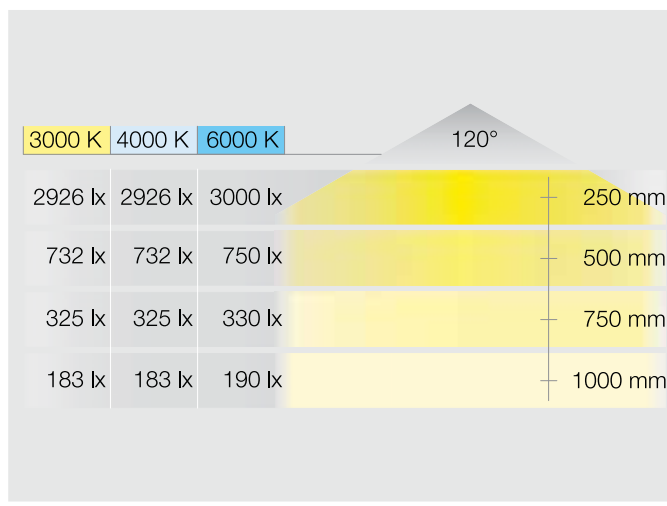 3000 K 4000 K 6000 K 120°
2926 lx 2926 lx 3000 lx 250 mm
732 lx 732 lx 750 lx 500 mm
325 lx 325 lx 330 lx 750 mm
183 lx 183 lx 190 lx 1000 mm